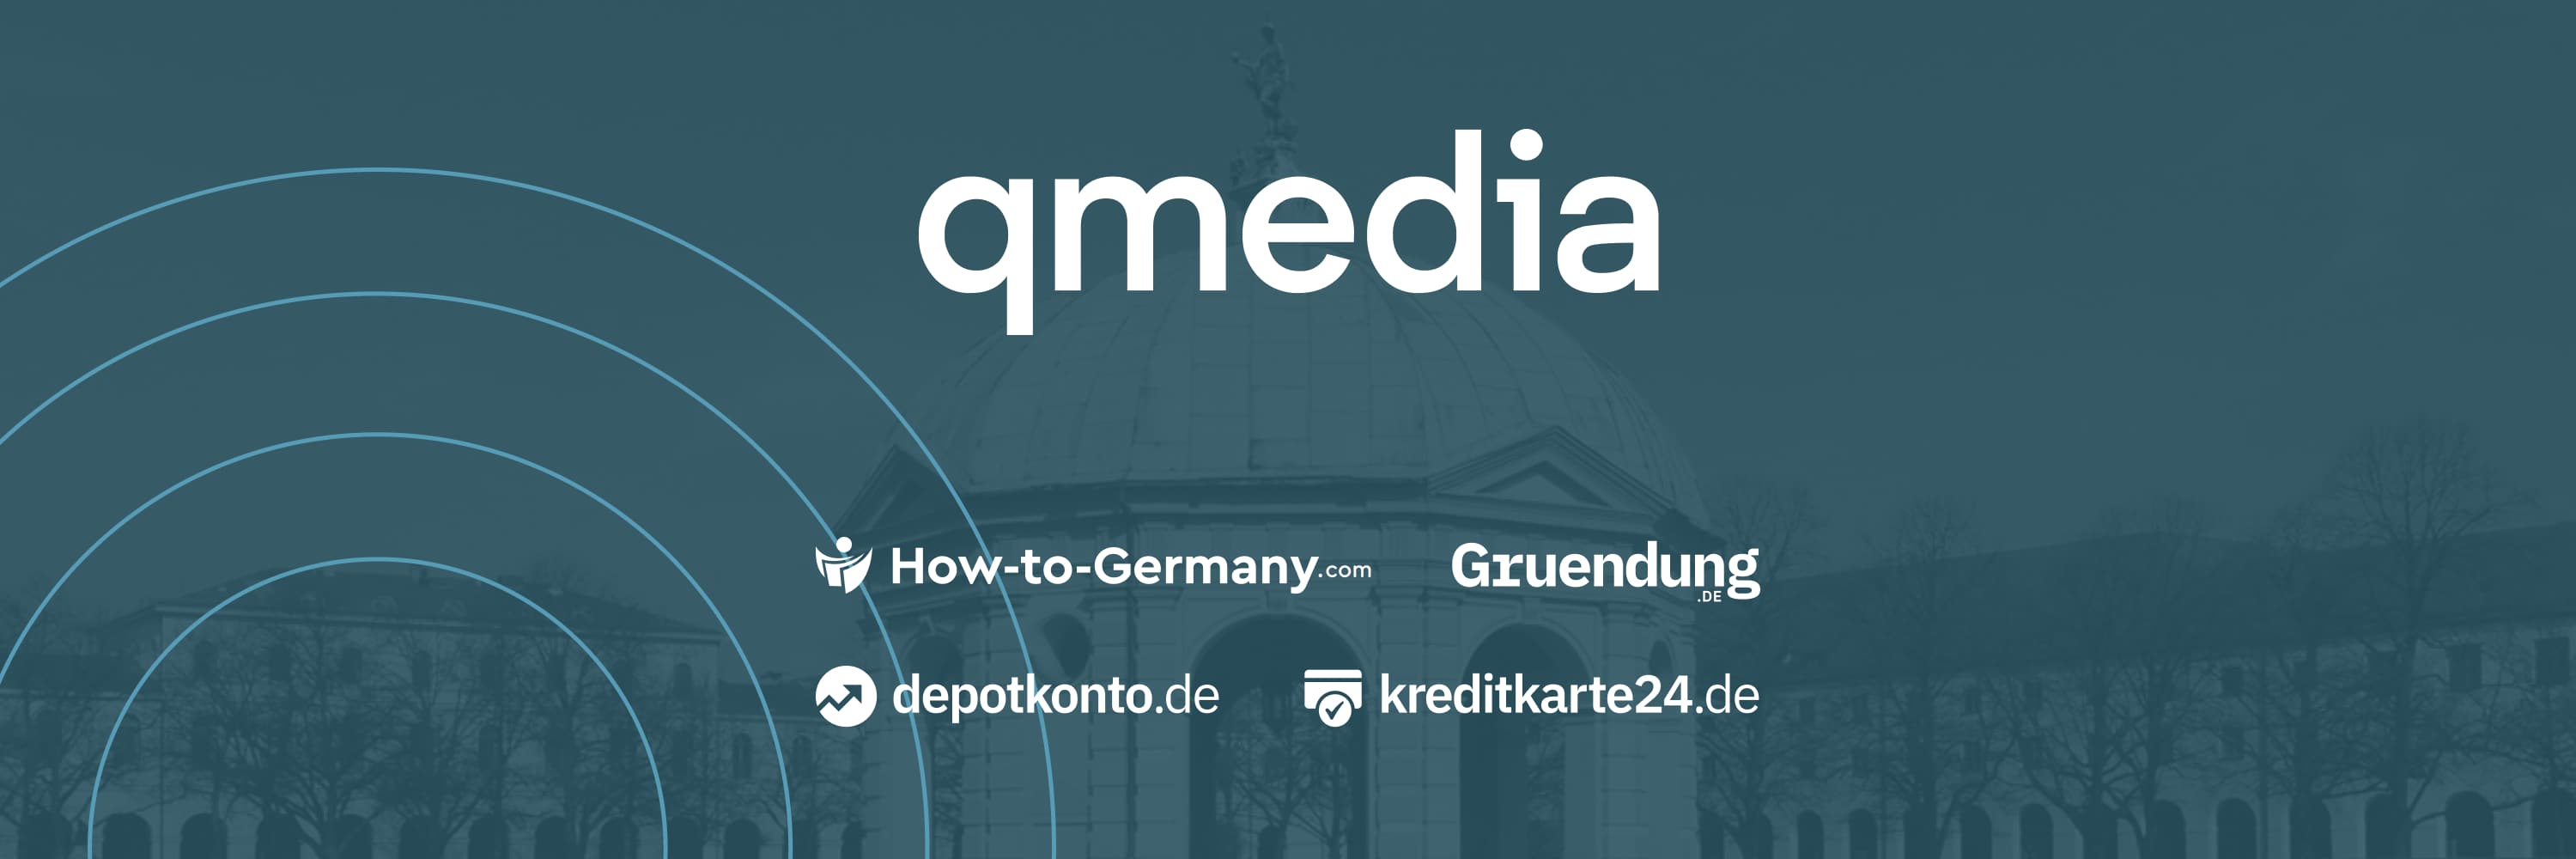 qmedia
How-to-Germany.com
Gruendung.DE
depotkonto.de
kreditkarte24.de